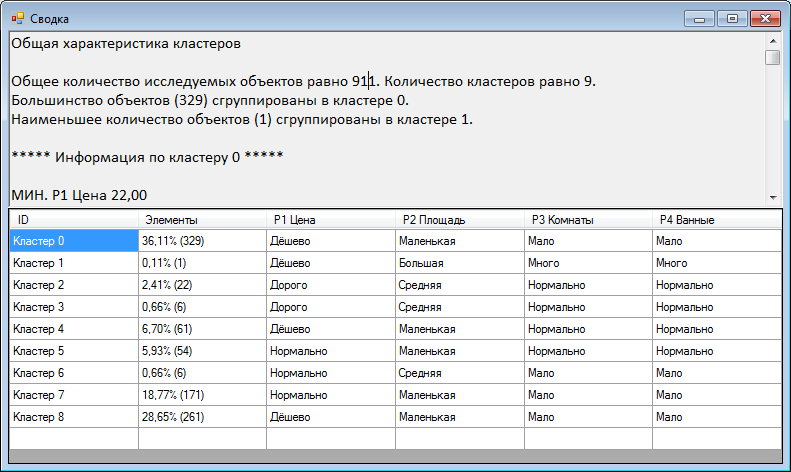 Сводка
Общая характеристика кластеров
Общее количество исследуемых объектов равно 911. Количество кластеров равно 9.
Большинство объектов (329) сгруппированы в кластере 0.
Наименьшее количество объектов (1) сгруппированы в кластере 1.
***** Информация по кластеру 0 *****
МИН. P1 Цена 22,00
ID Элементы P1 Цена P2 Площадь P3 Комнаты P4 Ванные
Кластер 0 36,11% (329) Дёшево Маленькая Мало Мало
Кластер 1 0,11% (1) Дёшево Большая Много Много
Кластер 2 2,41% (22) Дорого Средняя Нормально Нормально
Кластер 3 0,66% (6) Дорого Средняя Нормально Нормально
Кластер 4 6,70% (61) Дёшево Маленькая Нормально Нормально
Кластер 5 5,93% (54) Нормально Маленькая Нормально Нормально
Кластер 6 0,66% (6) Нормально Средняя Мало Мало
Кластер 7 18,77% (171) Нормально Маленькая Мало Мало
Кластер 8 28,65% (261) Дёшево Маленькая Мало Мало